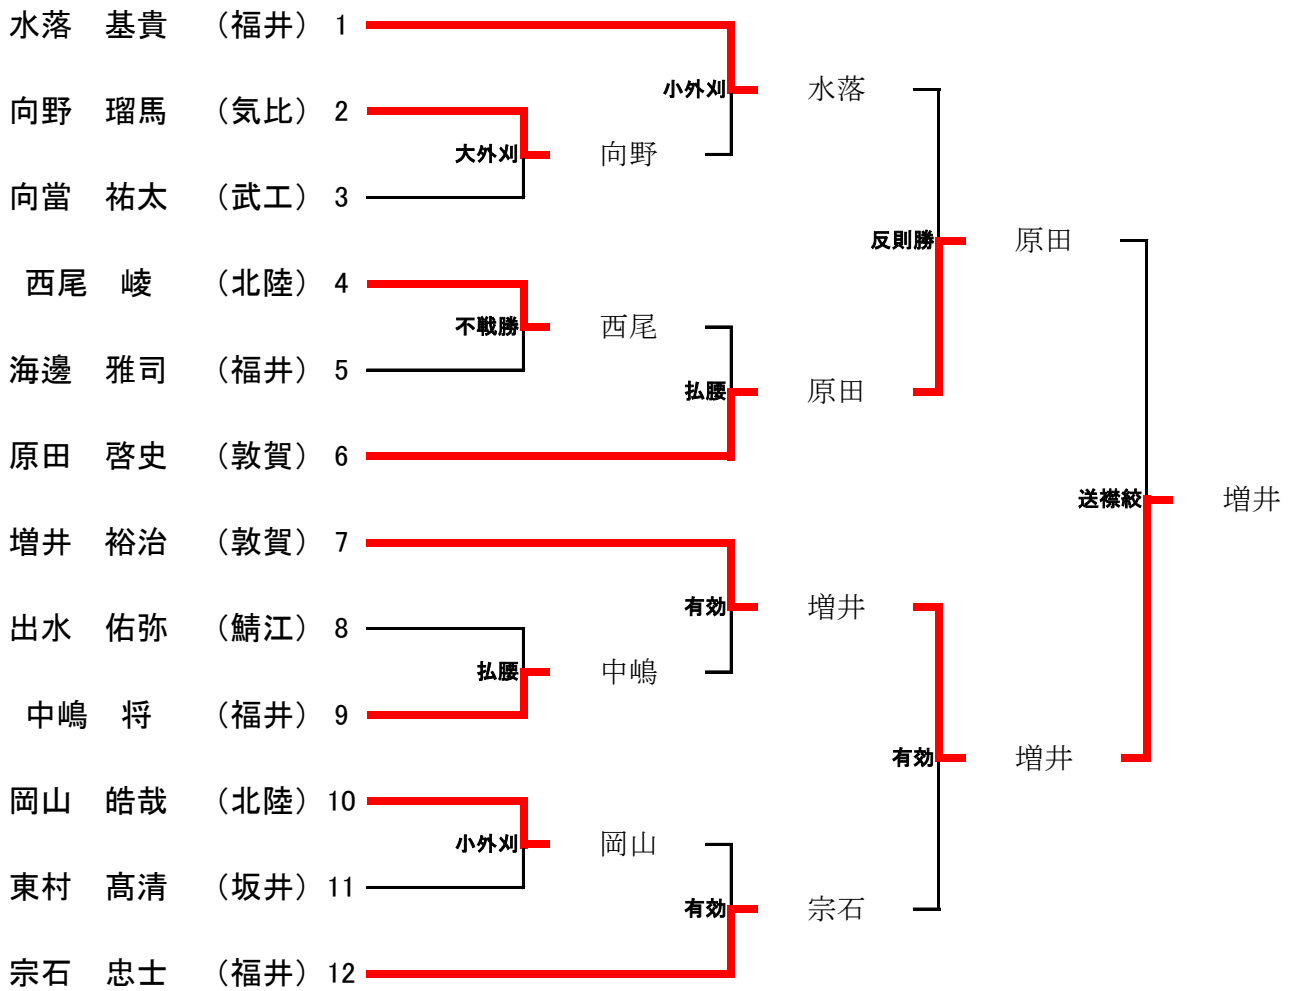 水落　基貴　（福井） 1
向野　瑠馬　（気比） 2
向當　祐太　（武工） 3
西尾　崚　（北陸） 4
海邊　雅司　（福井） 5
原田　啓史　（敦賀） 6
増井　裕治　（敦賀） 7
出水　佑弥　（鯖江） 8
中嶋　将　（福井） 9
岡山　皓哉　（北陸） 10
東村　髙清　（坂井） 11
宗石　忠士　（福井） 12
大外刈
向野
不戦勝
西尾
払腰
中嶋
小外刈
岡山
小外刈
水落
払腰
原田
有効
増井
有効
宗石
反則勝
原田
有効
増井
送襟絞
増井